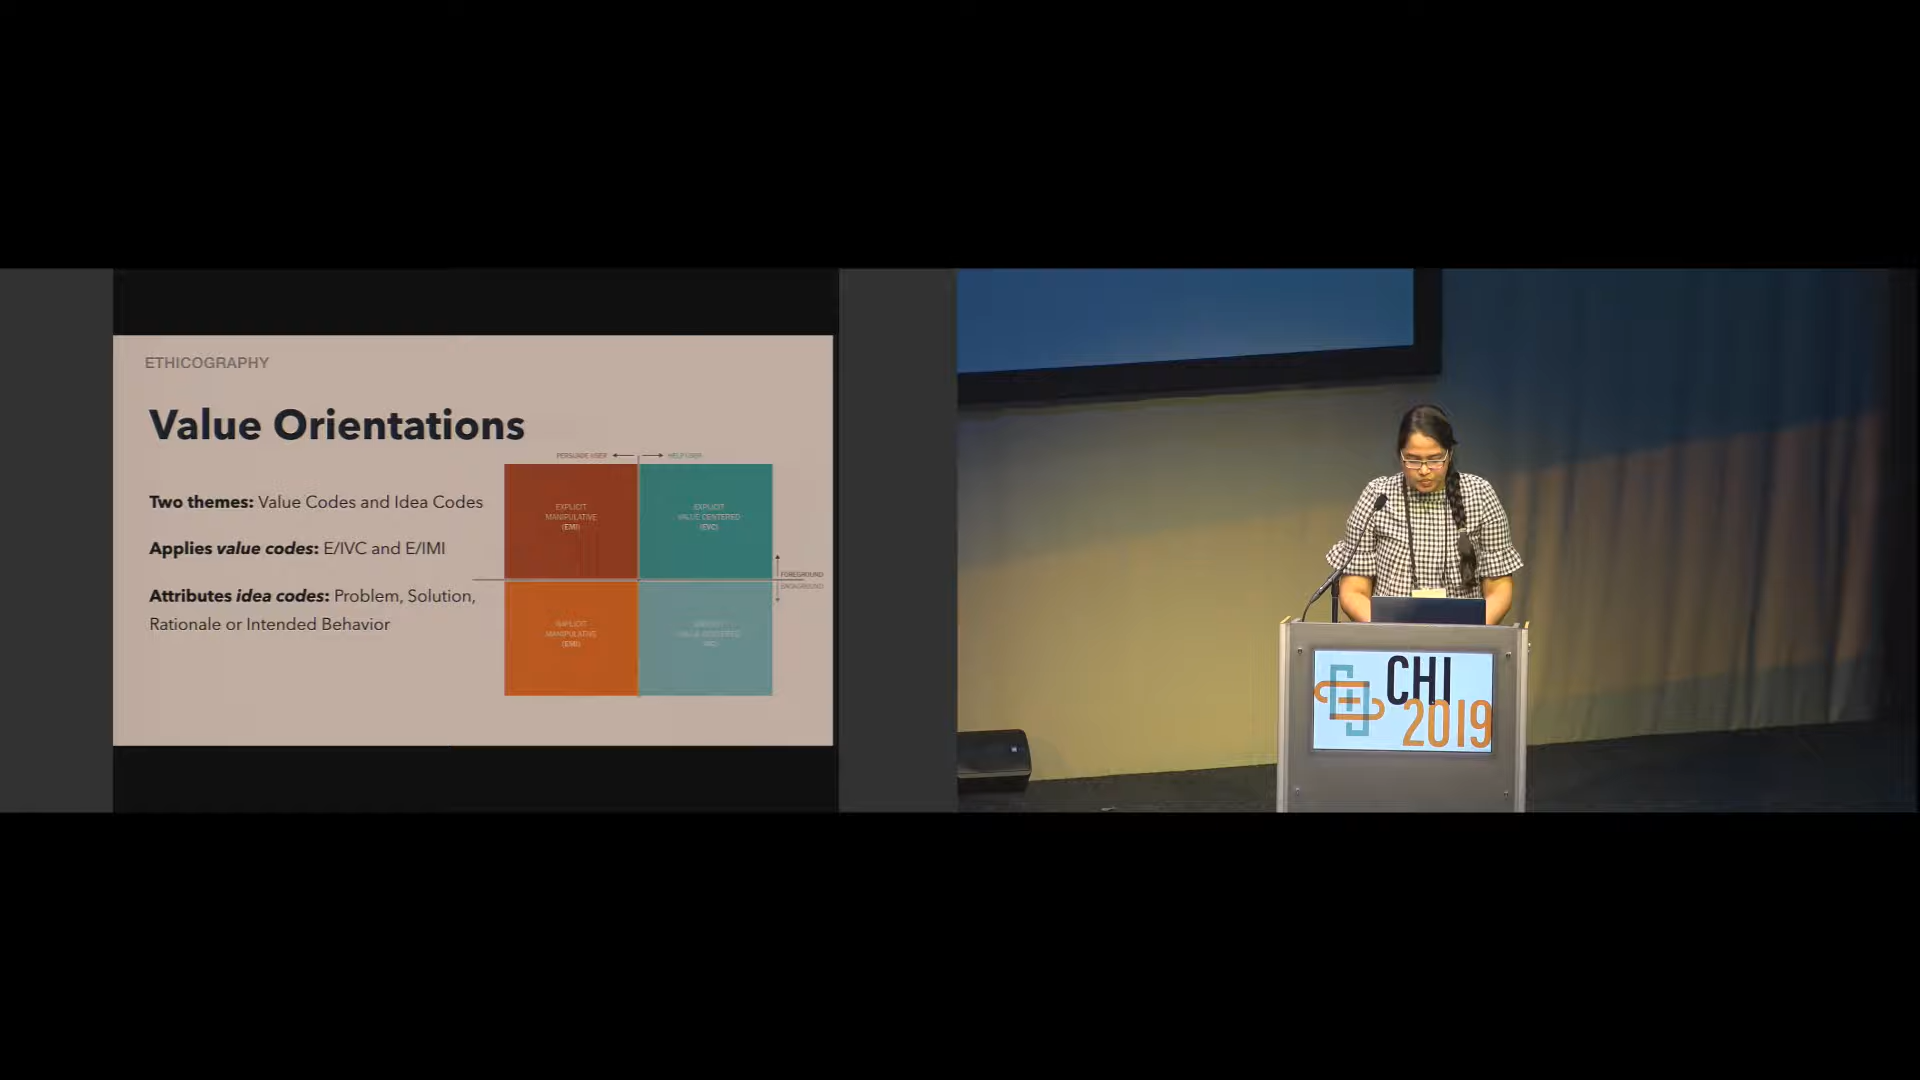 ETHICOGRAPHY
Value Orientations
PERSUADE USER
HELP USER
Two themes: Value Codes and Idea Codes
Applies value codes: E/IVC and E/IMI
Attributes idea codes: Problem, Solution,
Rationale or Intended Behavior
EXPLICIT
MANIPULATIVE
(EMI)
EXPLICIT
VALUE CENTERED
(EVC)
FOREGROUND
BACKGROUND
IMPLICIT
MANIPULATIVE
(EMI)
CHI
2019